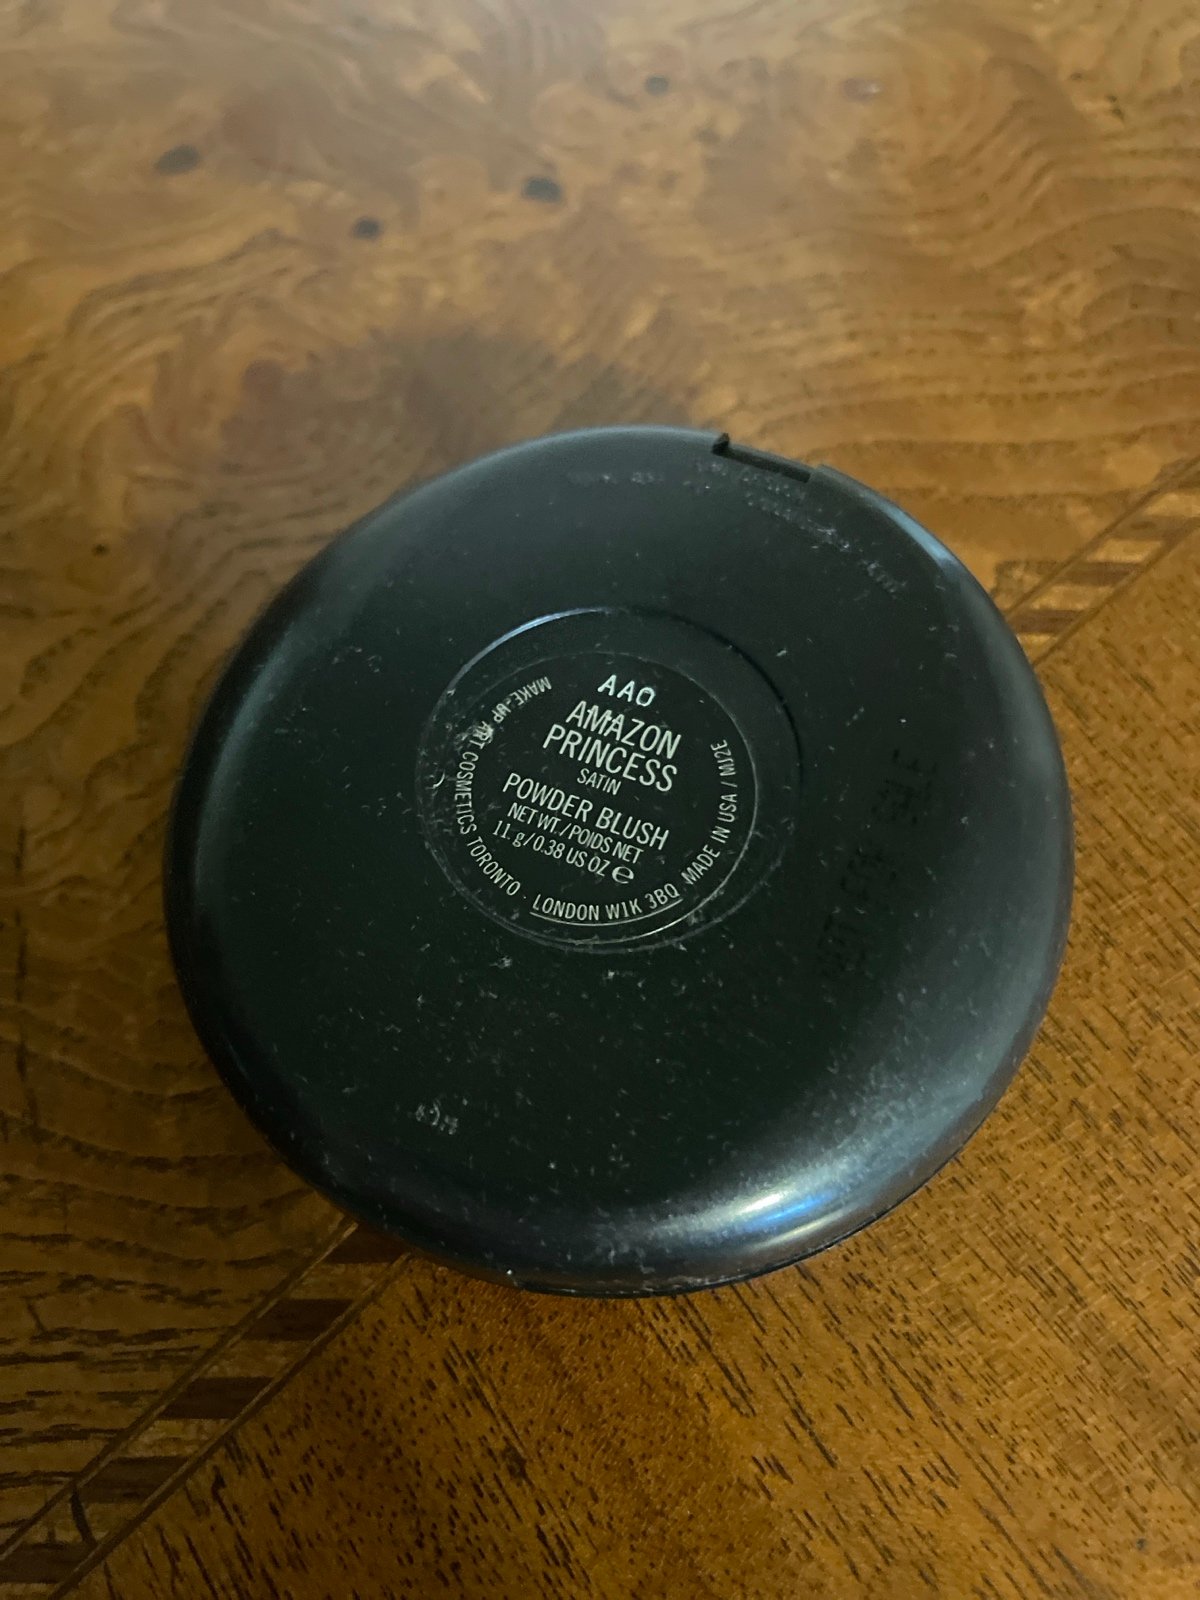 AAO
AMAZON
PRINCESS
SATIN
POWDER BLUSH
NET WT./POIDS NET
11 g/0.38 US OZ e
MAKE-UP ART COSMETICS TORONTO · LONDON W1K 3BQ MADE IN USA / MJ2E